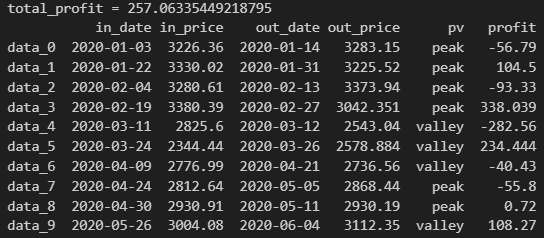 total_profit = 257.06335449218795
in_date in_price out_date out_price pv profit
data_0 2020-01-03 3226.36 2020-01-14 3283.15 peak -56.79
data_1 2020-01-22 3330.02 2020-01-31 3225.52 peak 104.5
data_2 2020-02-04 3280.61 2020-02-13 3373.94 peak -93.33
data_3 2020-02-19 3380.39 2020-02-27 3042.351 peak 338.039
data_4 2020-03-11 2825.6 2020-03-12 2543.04 valley -282.56
data_5 2020-03-24 2344.44 2020-03-26 2578.884 valley 234.444
data_6 2020-04-09 2776.99 2020-04-21 2736.56 valley -40.43
data_7 2020-04-24 2812.64 2020-05-05 2868.44 peak -55.8
data_8 2020-04-30 2930.91 2020-05-11 2930.19 peak 0.72
data_9 2020-05-26 3004.08 2020-06-04 3112.35 valley 108.27